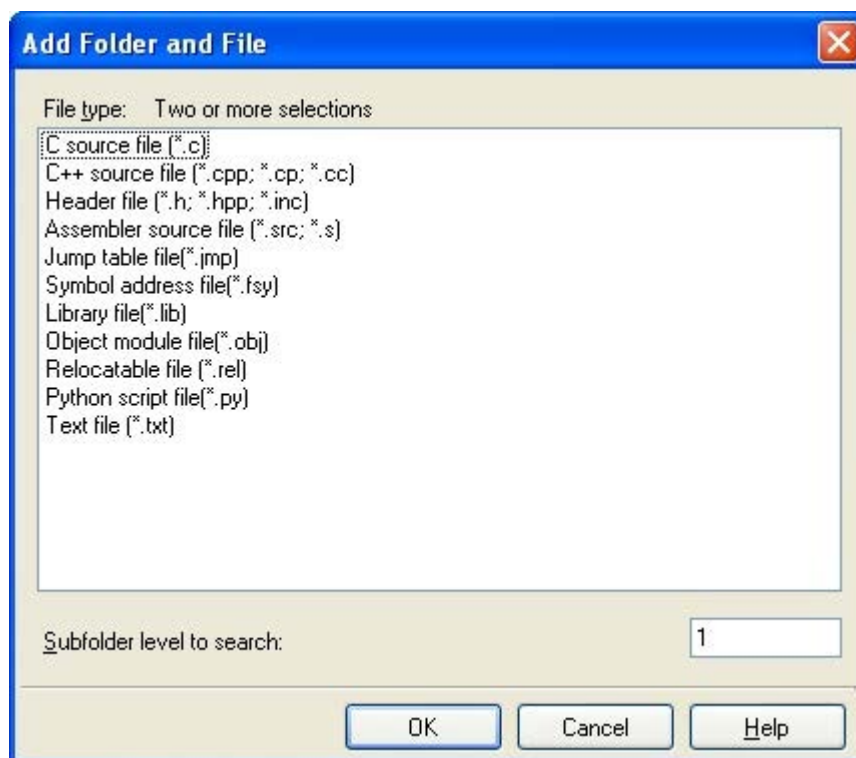 Add Folder and File
File type: Two or more selections
C source file (*.c)
C++ source file (*.cpp; *.cp; *.cc)
Header file (*.h; *.hpp; *.inc)
Assembler source file (*.src; *.s)
Jump table file(*.jmp)
Symbol address file(*.fsy)
Library file(*.lib)
Object module file(*.obj)
Relocatable file (*.rel)
Python script file(*.py)
Text file (*.txt)
Subfolder level to search: 1
OK Cancel Help